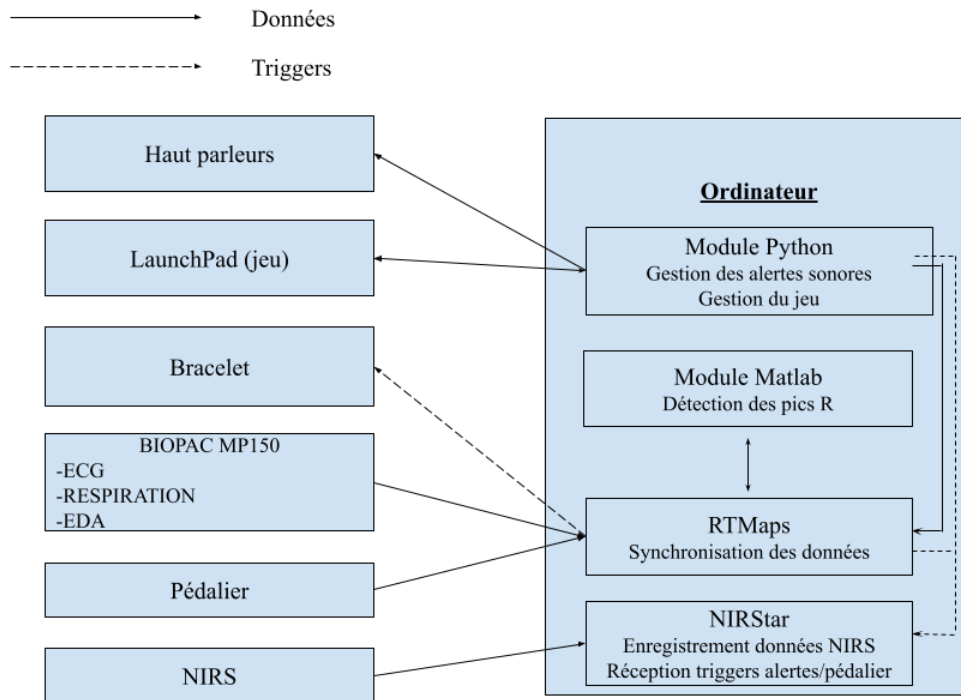 Données
Triggers
Haut parleurs
LaunchPad (jeu)
Bracelet
BIOPAC MP150
-ECG
-RESPIRATION
-EDA
Pédalier
NIRS
Ordinateur
Module Python
Gestion des alertes sonores
Gestion du jeu
Module Matlab
Détection des pics R
RTMaps
Synchronisation des données
NIRStar
Enregistrement données NIRS
Réception triggers alertes/pédalier